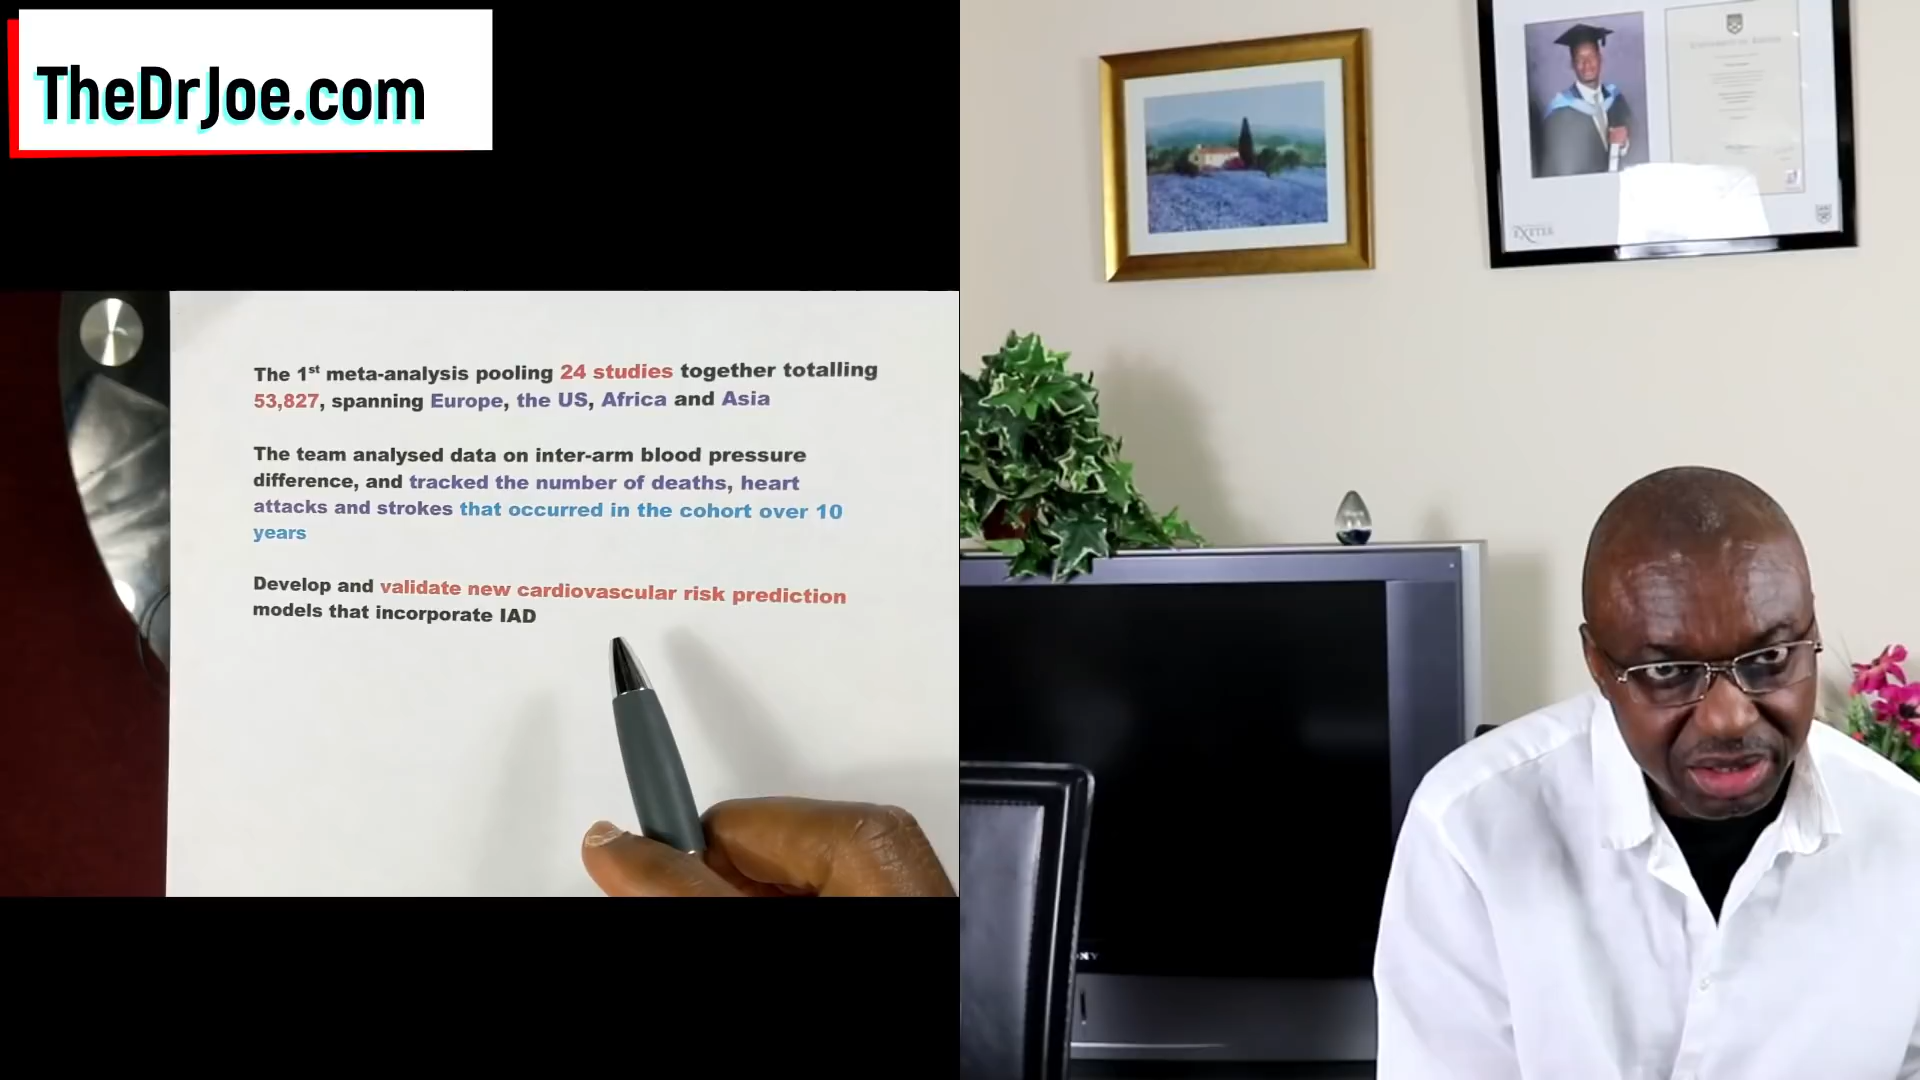 TheDrJoe.com
The 1st meta-analysis pooling 24 studies together totalling
53,827, spanning Europe, the US, Africa and Asia
The team analysed data on inter-arm blood pressure
difference, and tracked the number of deaths, heart
attacks and strokes that occurred in the cohort over 10
years
Develop and validate new cardiovascular risk prediction
models that incorporate IAD
EXETER